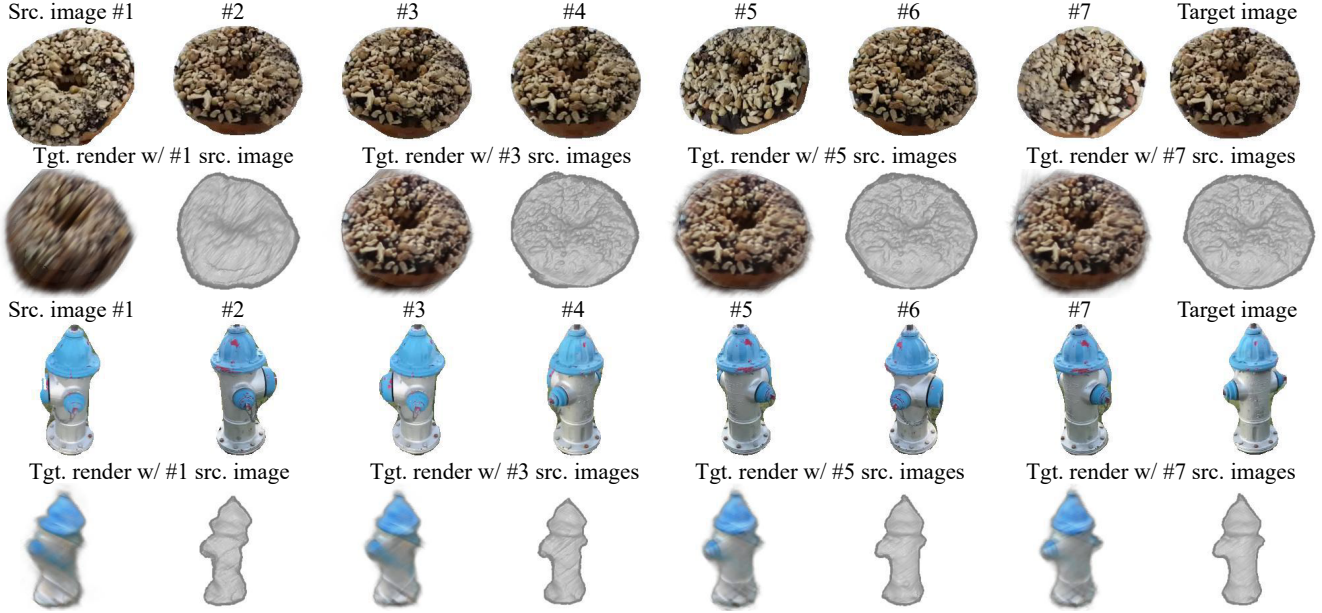 Src. image #1 #2 #3 #4 #5 #6 #7 Target image
Tgt. render w/ #1 src. image Tgt. render w/ #3 src. images Tgt. render w/ #5 src. images Tgt. render w/ #7 src. images
Src. image #1 #2 #3 #4 #5 #6 #7 Target image
Tgt. render w/ #1 src. image Tgt. render w/ #3 src. images Tgt. render w/ #5 src. images Tgt. render w/ #7 src. images